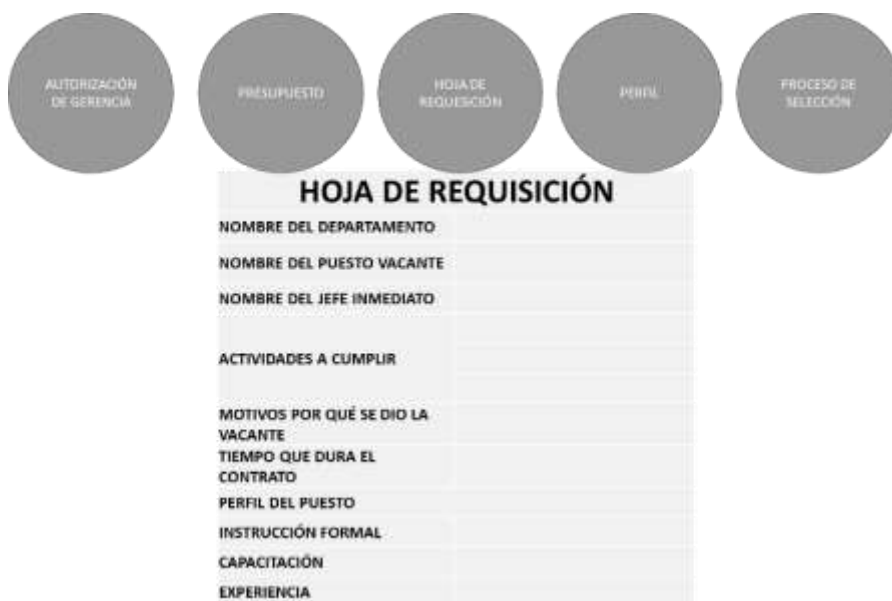 AUTORIZACIÓN
DE GERENCIA
PRESUPUESTO
HOJA DE
REQUESICIÓN
PERFIL
PROCESO DE
SELECCIÓN
HOJA DE REQUISICIÓN
NOMBRE DEL DEPARTAMENTO
NOMBRE DEL PUESTO VACANTE
NOMBRE DEL JEFE INMEDIATO
ACTIVIDADES A CUMPLIR
MOTIVOS POR QUÉ SE DIO LA
VACANTE
TIEMPO QUE DURA EL
CONTRATO
PERFIL DEL PUESTO
INSTRUCCIÓN FORMAL
CAPACITACIÓN
EXPERIENCIA